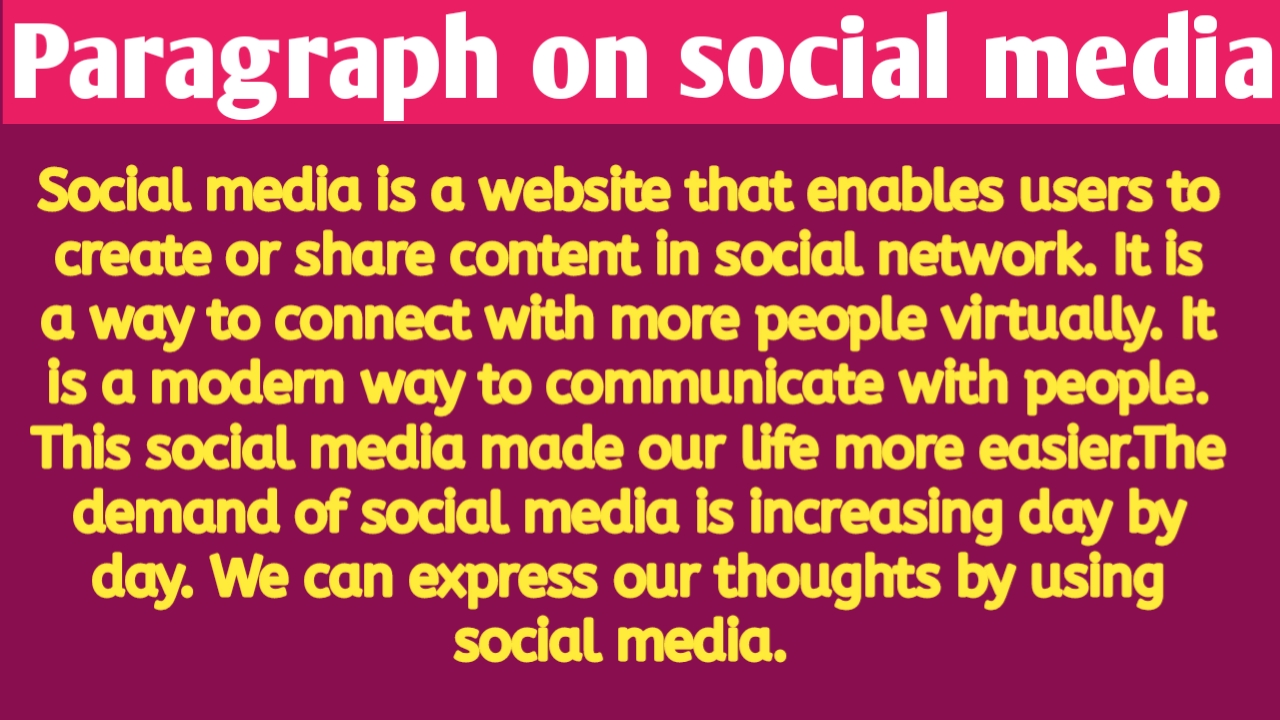 Paragraph on social media
Social media is a website that enables users to
create or share content in social network. It is
a way to connect with more people virtually. It
is a modern way to communicate with people.
This social media made our life more easier.The
demand of social media is increasing day by
day. We can express our thoughts by using
social media.